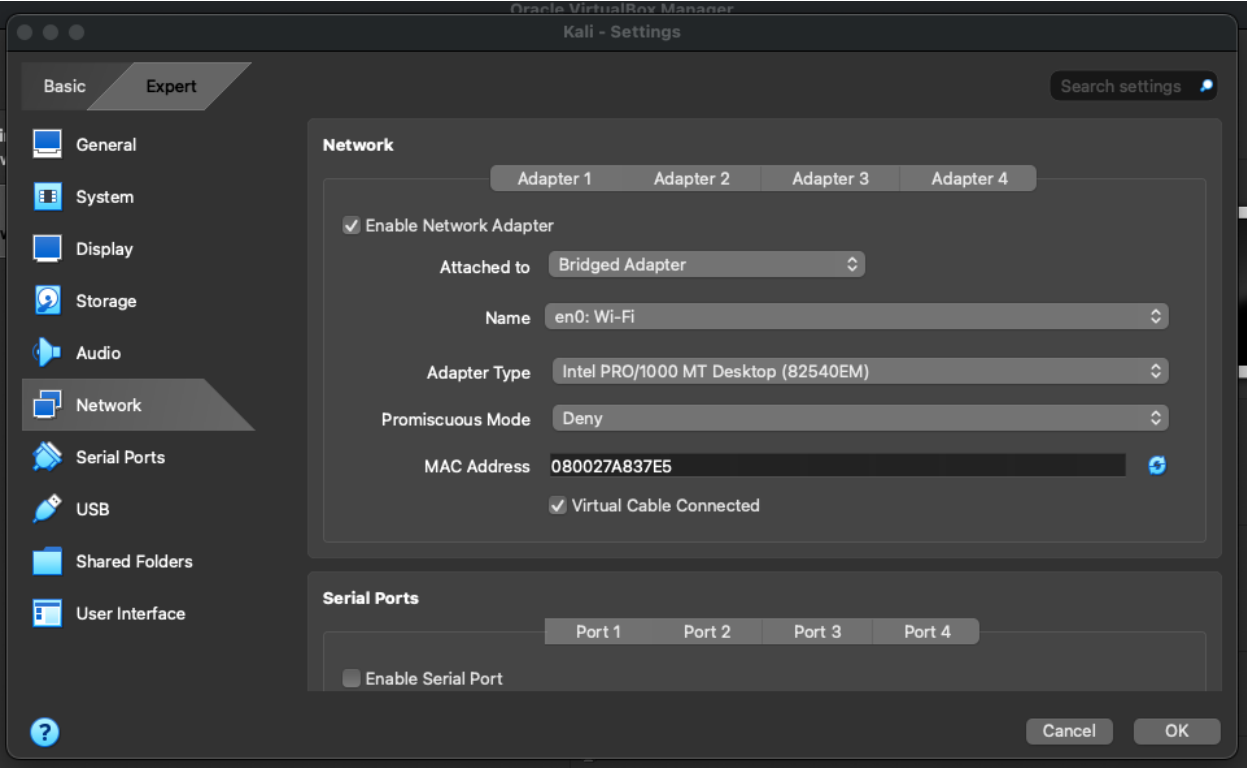 Oracle VirtualBox Manager
Kali - Settings
Basic
Expert
Search settings
General
System
Display
Storage
Audio
Network
Serial Ports
USB
Shared Folders
User Interface
Network
Adapter 1 Adapter 2 Adapter 3 Adapter 4
Enable Network Adapter
Attached to Bridged Adapter
Name en0: Wi-Fi
Adapter Type Intel PRO/1000 MT Desktop (82540EM)
Promiscuous Mode Deny
MAC Address 080027A837E5
Virtual Cable Connected
Serial Ports
Port 1 Port 2 Port 3 Port 4
Enable Serial Port
?
Cancel OK